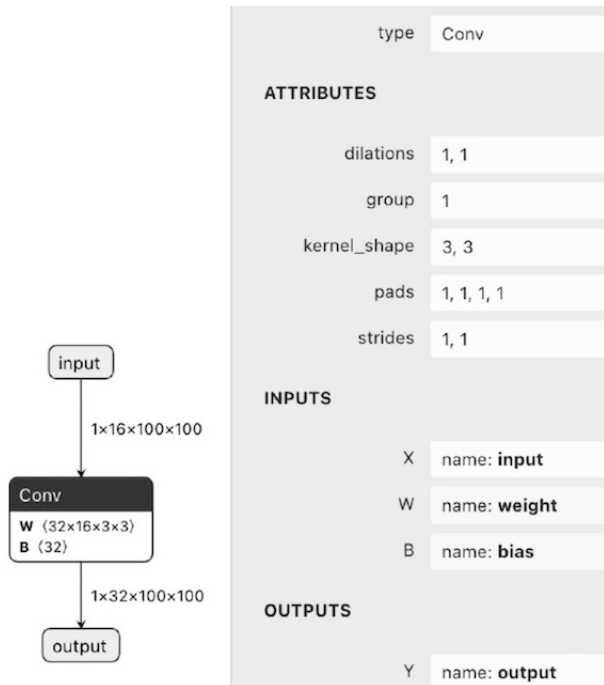 input
1×16×100×100
Conv
W ⟨32×16×3×3⟩
B ⟨32⟩
1×32×100×100
output
type Conv
ATTRIBUTES
dilations 1, 1
group 1
kernel_shape 3, 3
pads 1, 1, 1, 1
strides 1, 1
INPUTS
X name: input
W name: weight
B name: bias
OUTPUTS
Y name: output